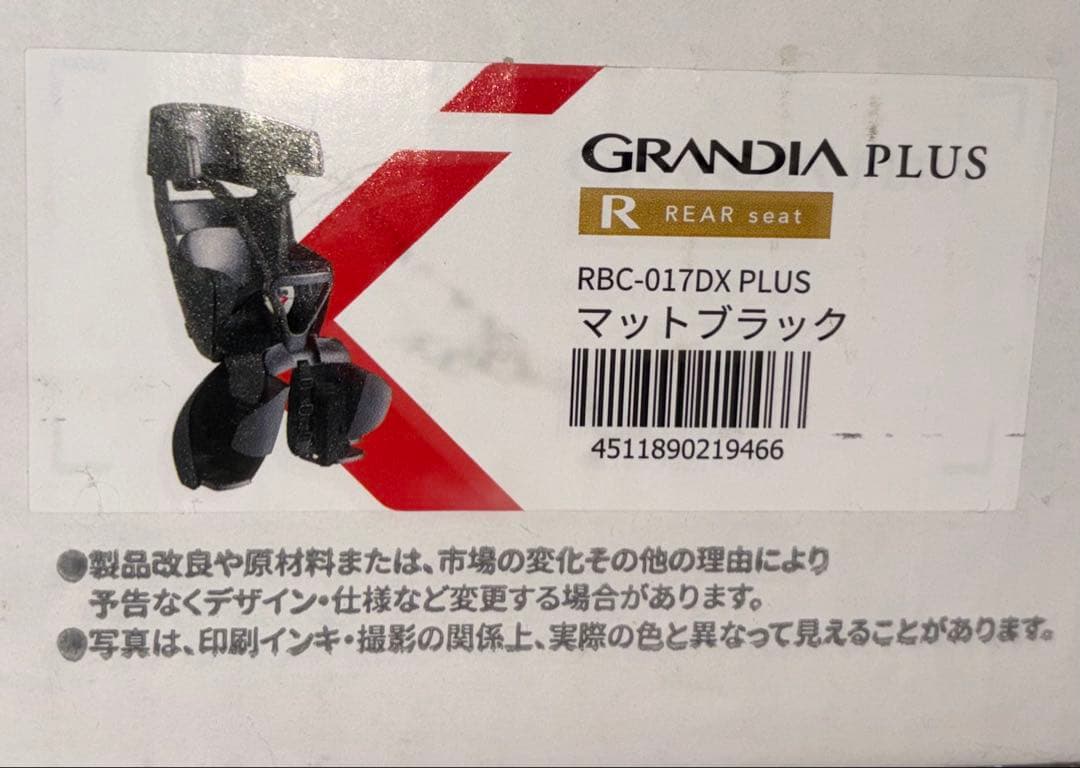 GRANDIA PLUS
R REAR seat
RBC-017DX PLUS
マットブラック
4511890219466
●製品改良や原材料または、市場の変化その他の理由により
予告なくデザイン・仕様など変更する場合があります。
●写真は、印刷インキ・撮影の関係上、実際の色と異なって見えることがあります。